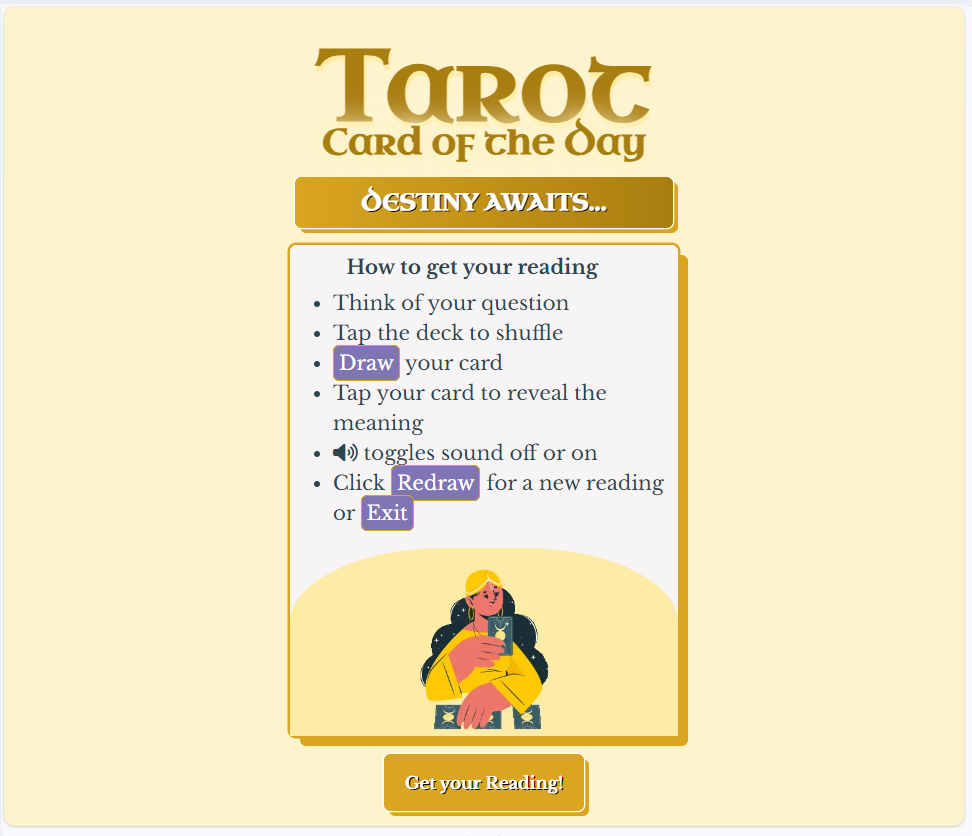 Tarot
Card of the Day
DESTINY AWAITS...
How to get your reading
Think of your question
Tap the deck to shuffle
Draw your card
Tap your card to reveal the
meaning
toggles sound off or on
Click Redraw for a new reading
or Exit
Get your Reading!